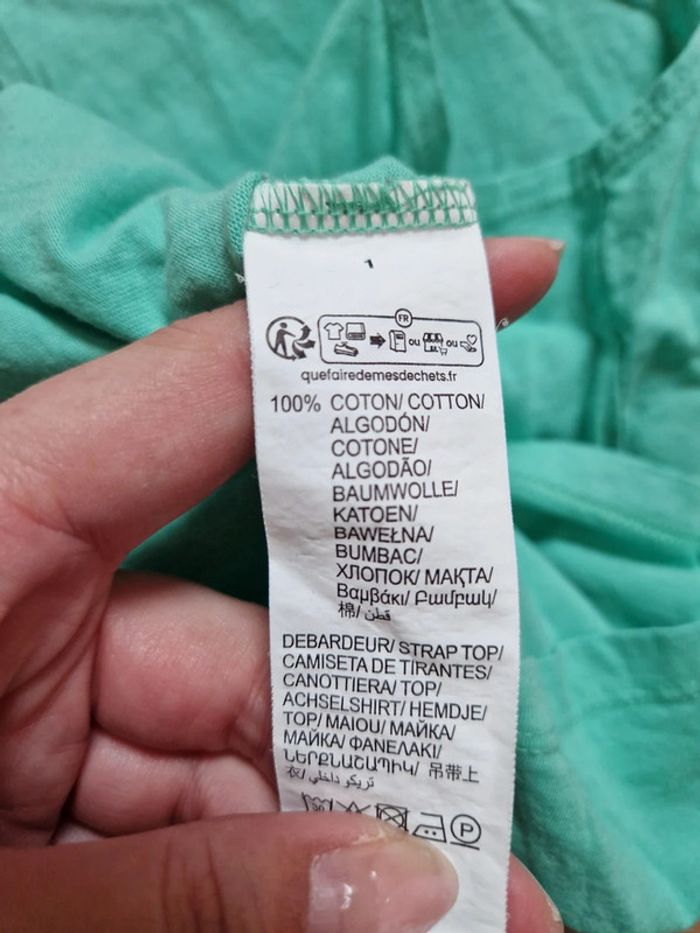 1
FR
ou ou
quefairedemesdechets.fr
100% COTON/ COTTON/
ALGODÓN/
COTONE/
ALGODÃO/
BAUMWOLLE/
KATOEN/
BAWEŁNA/
BUMBAC/
ХЛОПОК/ МАҚТА/
Βαμβάκι/ Բամբակ/
棉/ قطن/
DEBARDEUR/ STRAP TOP/
CAMISETA DE TIRANTES/
CANOTTIERA/ TOP/
ACHSELSHIRT/ HEMDJE/
TOP/ MAIOU/ МАЙКА/
МАЙКА/ ΦΑΝΕΛΑΚΙ/
ՆԵՐՔՆԱՇԱՊԻԿ/ 吊带上
衣/ تريكو داخلي/
P